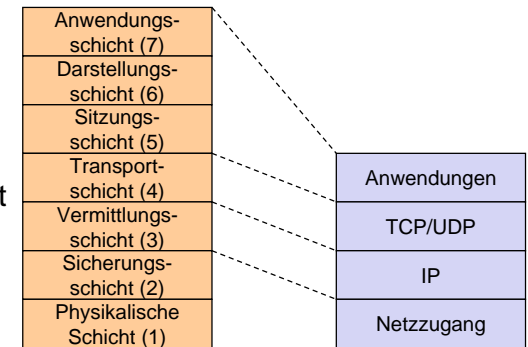 Anwendungs-
schicht (7)
Darstellungs-
schicht (6)
Sitzungs-
schicht (5)
Transport-
schicht (4)
t
Vermittlungs-
schicht (3)
Sicherungs-
schicht (2)
Physikalische
Schicht (1)
Anwendungen
TCP/UDP
IP
Netzzugang